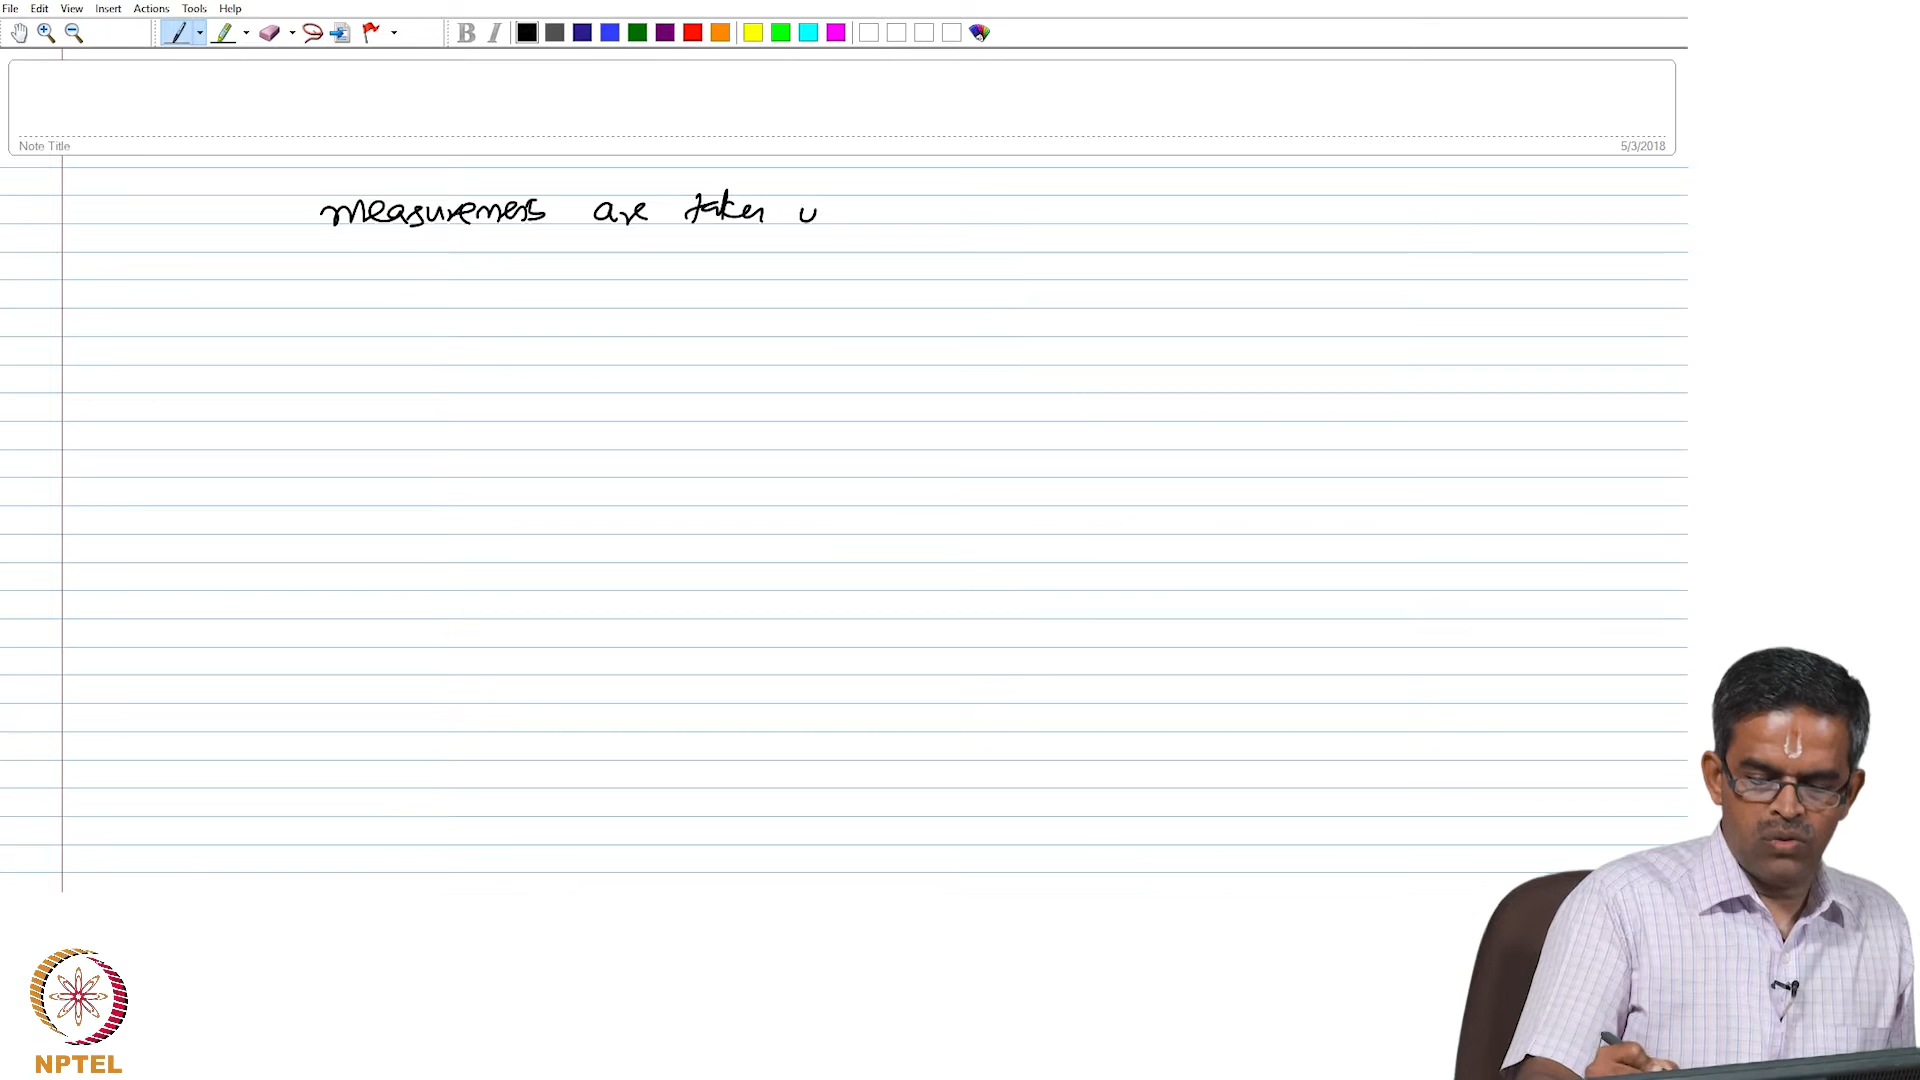 File Edit View Insert Actions Tools Help
B I
Note Title
5/3/2018
measurements are taken u
NPTEL